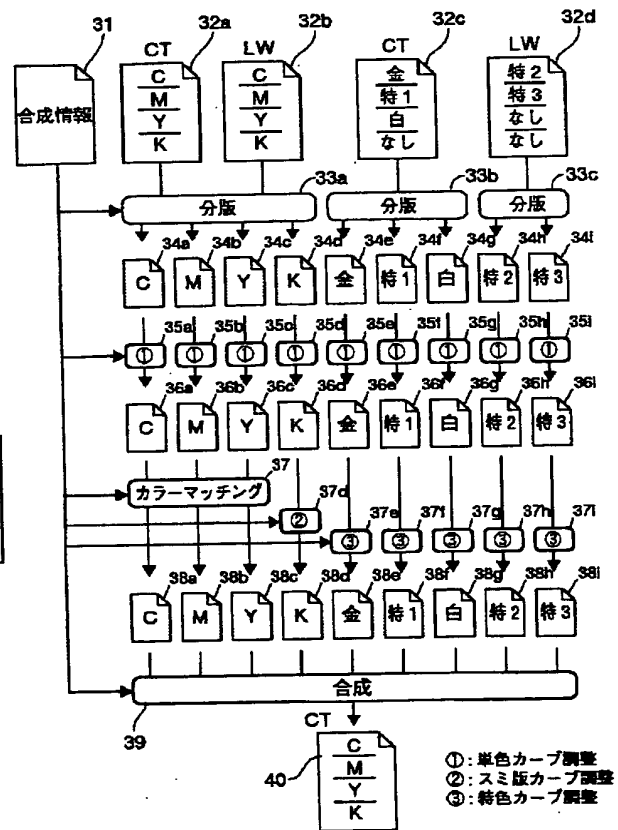 31
32a
32b
32c
32d
CT
LW
CT
LW
合成情報
C
M
Y
K
C
M
Y
K
金
特1
白
なし
特2
特3
なし
なし
33a
33b
33c
分版
分版
分版
34a
34b
34c
34d
34e
34f
34g
34h
34i
C
M
Y
K
金
特1
白
特2
特3
35a
35b
35c
35d
35e
35f
35g
35h
35i
①
①
①
①
①
①
①
①
①
36a
36b
36c
36d
36e
36f
36g
36h
36i
C
M
Y
K
金
特1
白
特2
特3
37
カラーマッチング
37d
②
37e
37f
37g
37h
37i
③
③
③
③
③
38a
38b
38c
38d
38e
38f
38g
38h
38i
C
M
Y
K
金
特1
白
特2
特3
合成
39
CT
40
C
M
Y
K
①:単色カーブ調整
②:スミ版カーブ調整
③:特色カーブ調整